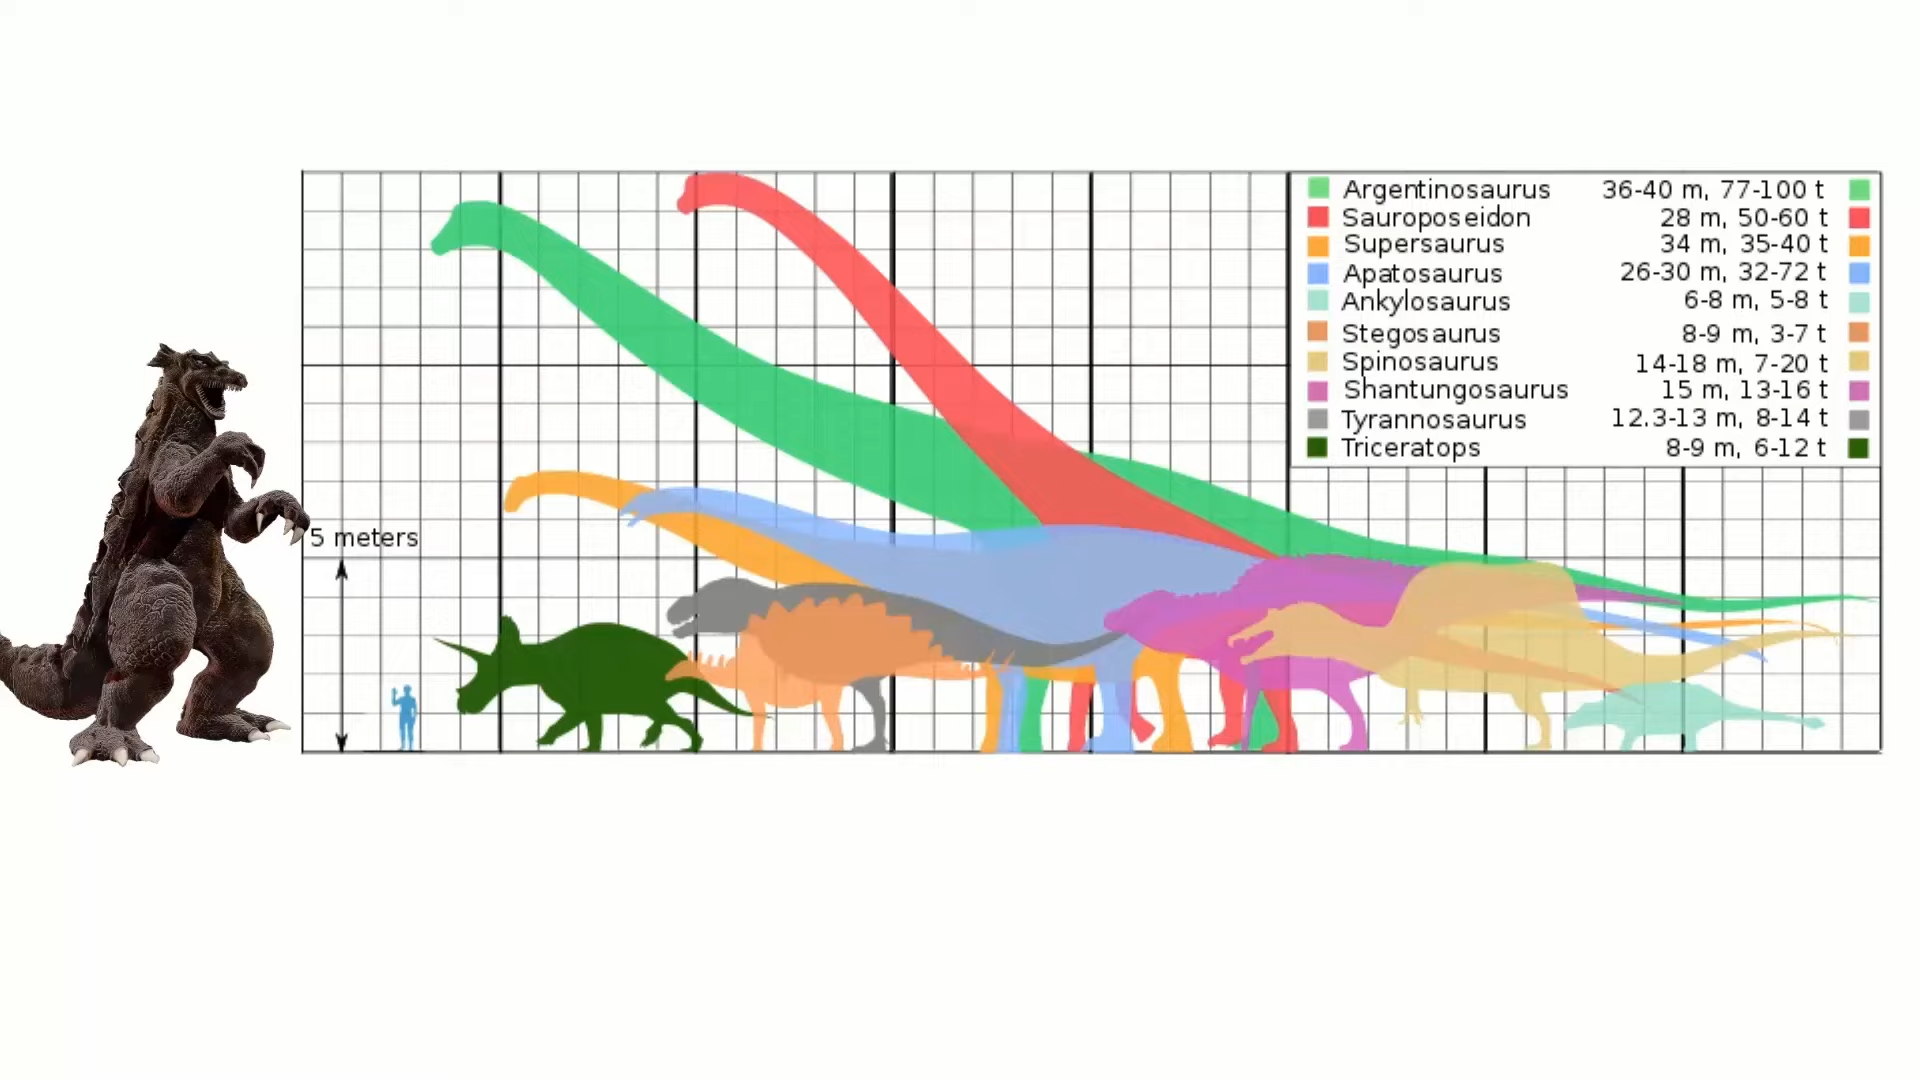 Argentinosaurus 36-40 m, 77-100 t
Sauroposeidon 28 m, 50-60 t
Supersaurus 34 m, 35-40 t
Apatosaurus 26-30 m, 32-72 t
Ankylosaurus 6-8 m, 5-8 t
Stegosaurus 8-9 m, 3-7 t
Spinosaurus 14-18 m, 7-20 t
Shantungosaurus 15 m, 13-16 t
Tyrannosaurus 12.3-13 m, 8-14 t
Triceratops 8-9 m, 6-12 t
5 meters